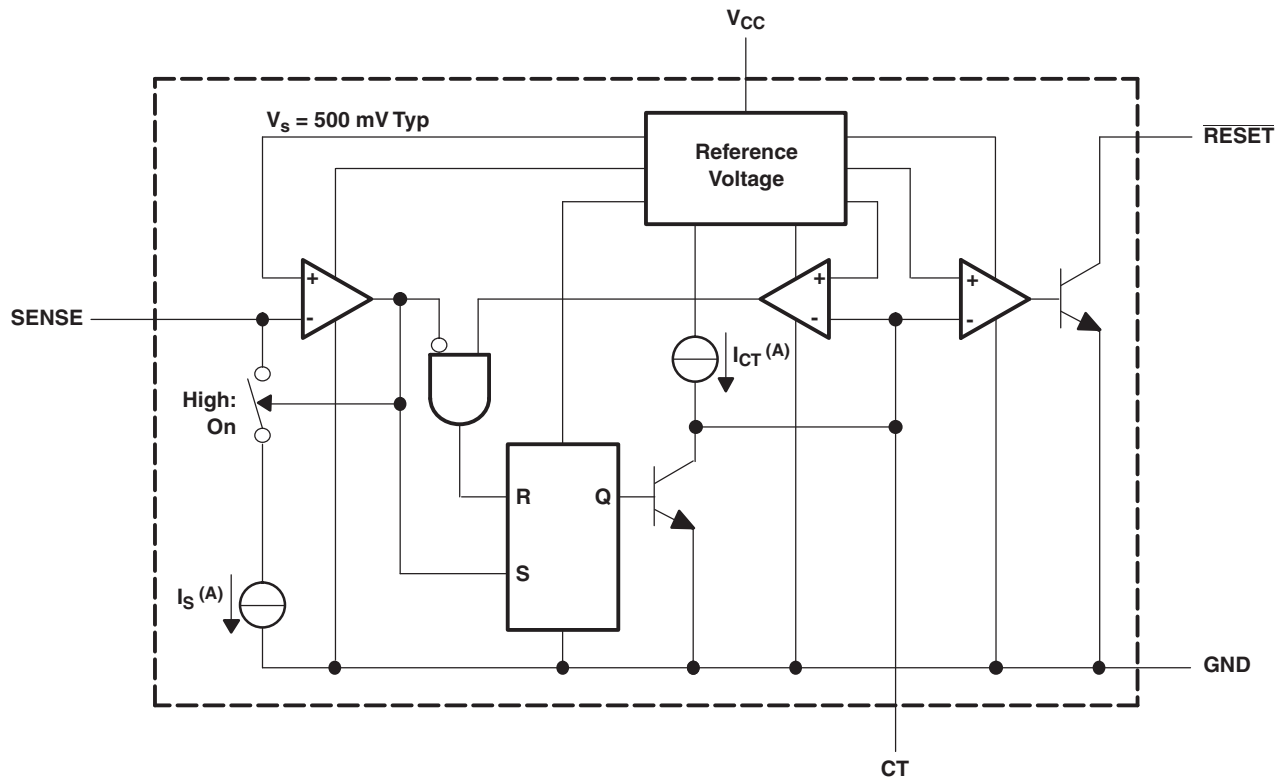 VCC
Vs = 500 mV Typ
Reference
Voltage
RESET
+
-
+
-
+
-
SENSE
ICT (A)
High:
On
R
Q
S
IS (A)
GND
CT